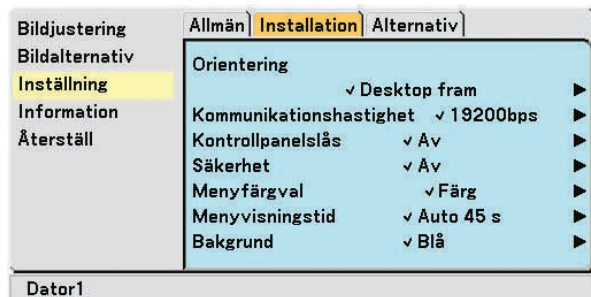 Bildjustering
Bildalternativ
Inställning
Information
Återställ
Allmän Installation Alternativ
Orientering
✓ Desktop fram ▶
Kommunikationshastighet ✓ 19200bps ▶
Kontrollpanelslås ✓ Av ▶
Säkerhet ✓ Av ▶
Menyfärgval ✓ Färg ▶
Menyvisningstid ✓ Auto 45 s ▶
Bakgrund ✓ Blå ▶
Dator1